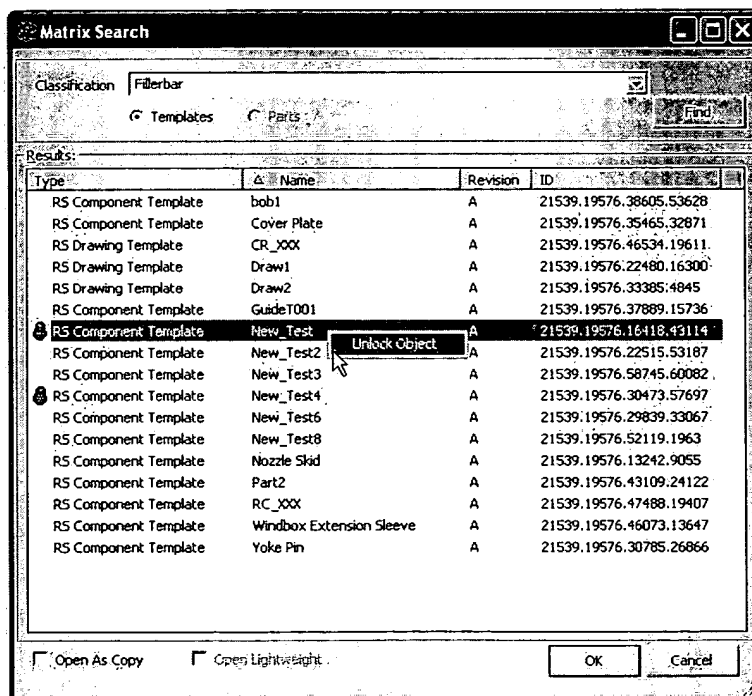 Matrix Search
Classification Fillerbar
Templates Parts Find
Results:
Type Name Revision ID
RS Component Template bob1 A 21539.19576.38605.53628
RS Component Template Cover Plate A 21539.19576.35465.32871
RS Drawing Template CR_XXX A 21539.19576.46534.19611
RS Drawing Template Draw1 A 21539.19576.22480.16300
RS Drawing Template Draw2 A 21539.19576.33385.4845
RS Component Template GuideT001 A 21539.19576.37889.15736
RS Component Template New_Test A 21539.19576.16418.43114
Unlock Object
RS Component Template New_Test2 A 21539.19576.22515.53187
RS Component Template New_Test3 A 21539.19576.58745.60082
RS Component Template New_Test4 A 21539.19576.30473.57697
RS Component Template New_Test6 A 21539.19576.29839.33067
RS Component Template New_Test8 A 21539.19576.52119.1963
RS Component Template Nozzle Skid A 21539.19576.13242.9055
RS Component Template Part2 A 21539.19576.43109.24122
RS Component Template RC_XXX A 21539.19576.47488.19407
RS Component Template Windbox Extension Sleeve A 21539.19576.46073.13647
RS Component Template Yoke Pin A 21539.19576.30785.26866
Open As Copy Open Lightweight OK Cancel